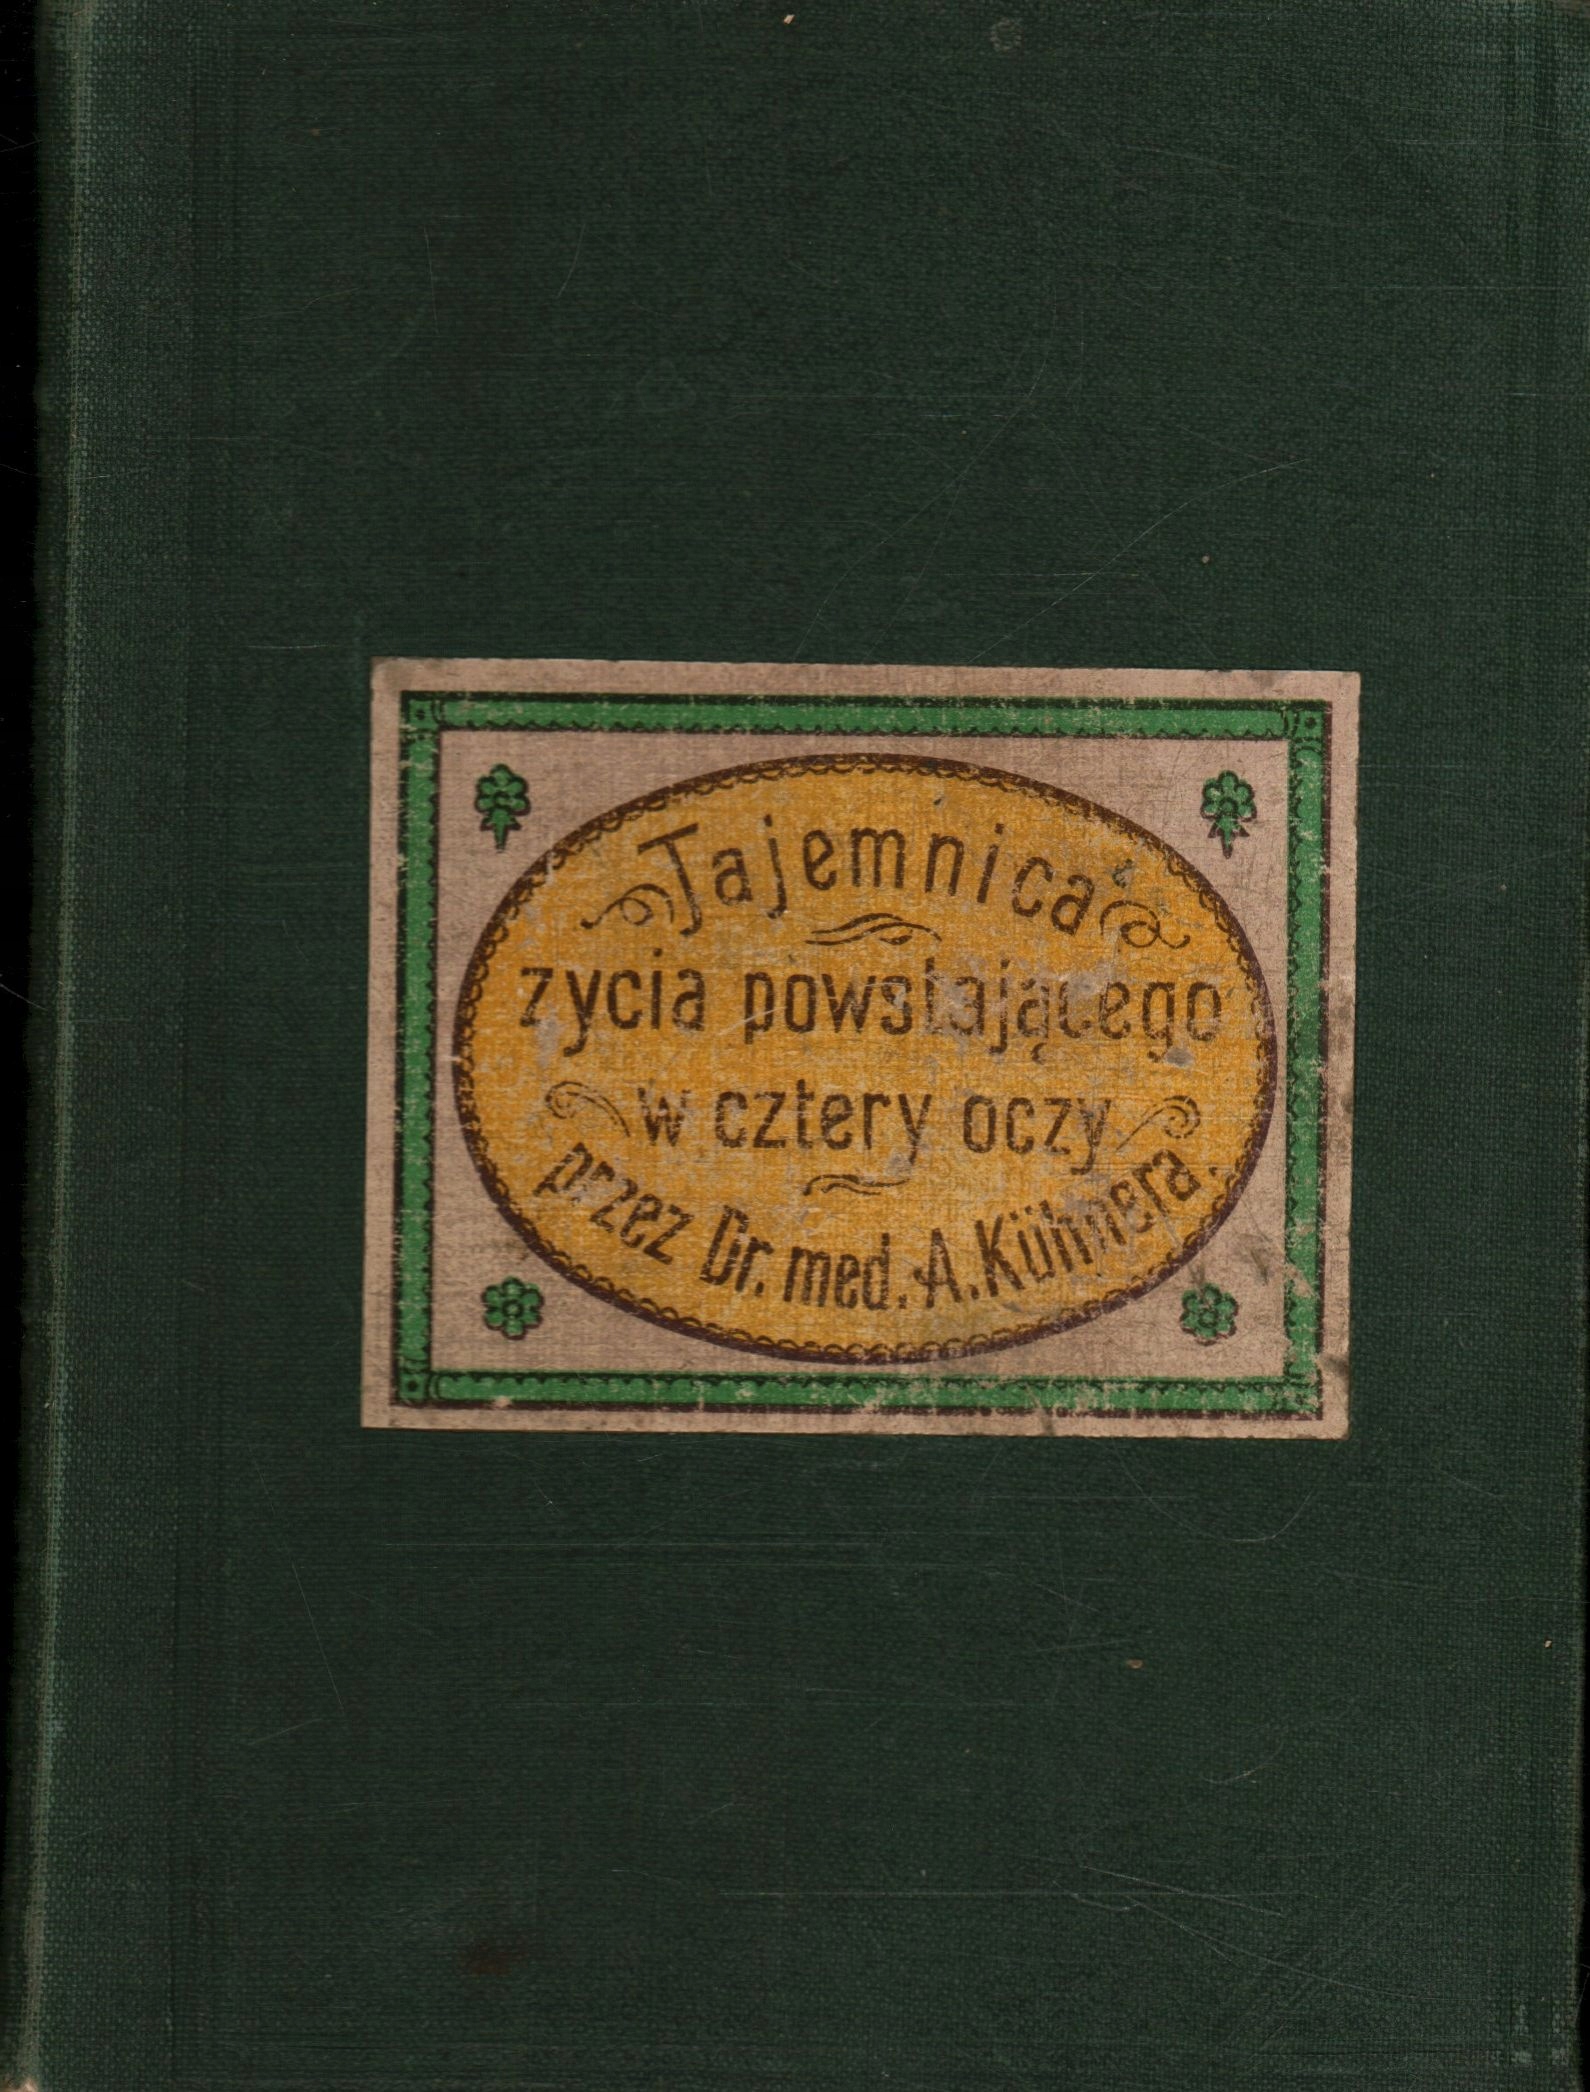 Tajemnica
zycia powstającego
w cztery oczy
przez Dr. med. A. Kühnera.